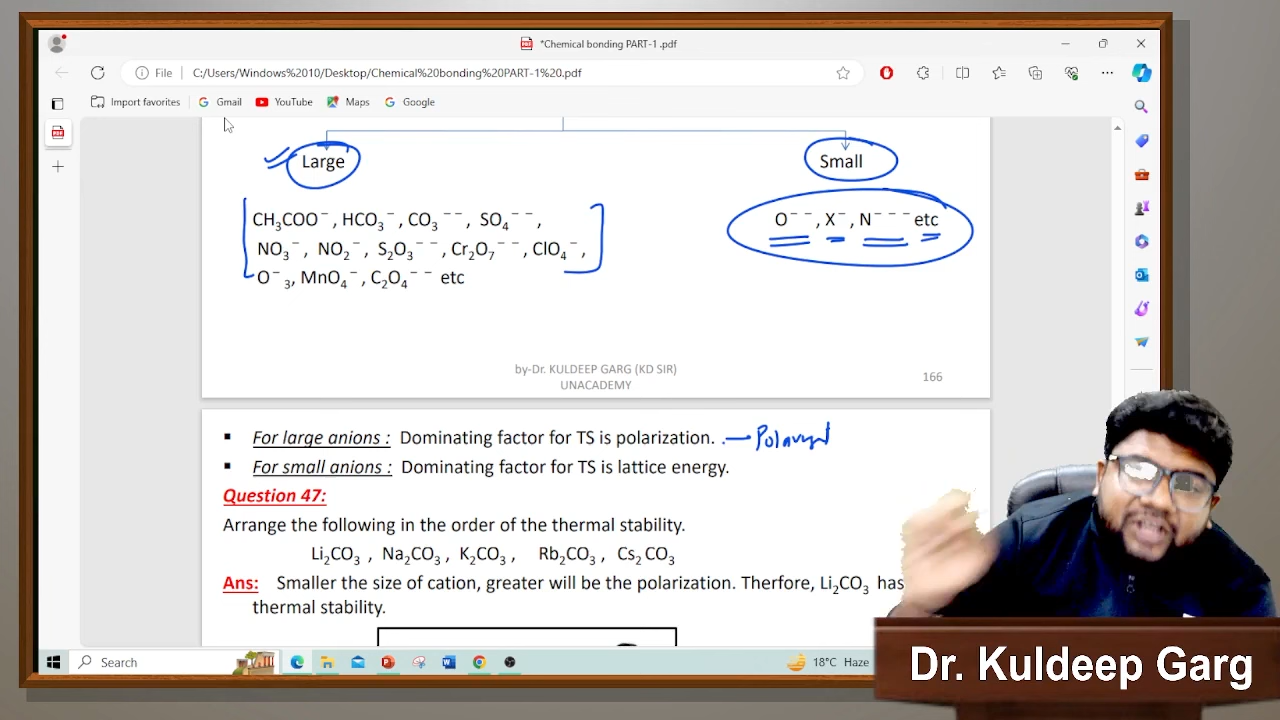 *Chemical bonding PART-1 .pdf
File C:/Users/Windows%2010/Desktop/Chemical%20bonding%20PART-1%20.pdf
Import favorites Gmail YouTube Maps Google
Large Small
CH₃COO⁻, HCO₃⁻, CO₃⁻⁻, SO₄⁻⁻,
NO₃⁻, NO₂⁻, S₂O₃⁻⁻, Cr₂O₇⁻⁻, ClO₄⁻,
O⁻₃, MnO₄⁻, C₂O₄⁻⁻ etc
O⁻⁻, X⁻, N⁻⁻⁻ etc
by-Dr. KULDEEP GARG (KD SIR)
UNACADEMY
166
▪ For large anions : Dominating factor for TS is polarization.
▪ For small anions : Dominating factor for TS is lattice energy.
Question 47:
Arrange the following in the order of the thermal stability.
Li₂CO₃ , Na₂CO₃ , K₂CO₃ , Rb₂CO₃ , Cs₂ CO₃
Ans: Smaller the size of cation, greater will be the polarization. Therfore, Li₂CO₃ has
thermal stability.
Search
18°C Haze
Dr. Kuldeep Garg